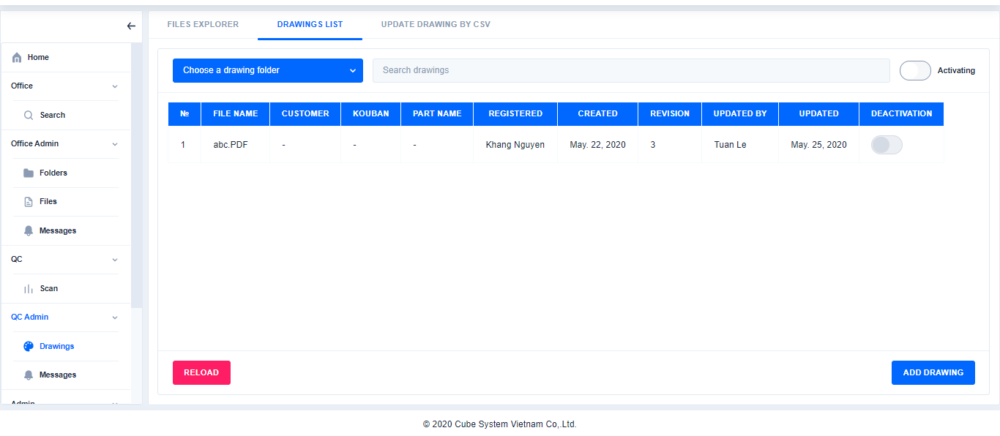 FILES EXPLORER DRAWINGS LIST UPDATE DRAWING BY CSV
Home
Office
Search
Office Admin
Folders
Files
Messages
QC
Scan
QC Admin
Drawings
Messages
Admin
Choose a drawing folder Search drawings Activating
№ FILE NAME CUSTOMER KOUBAN PART NAME REGISTERED CREATED REVISION UPDATED BY UPDATED DEACTIVATION
1 abc.PDF - - - Khang Nguyen May. 22, 2020 3 Tuan Le May. 25, 2020
RELOAD ADD DRAWING
© 2020 Cube System Vietnam Co,.Ltd.